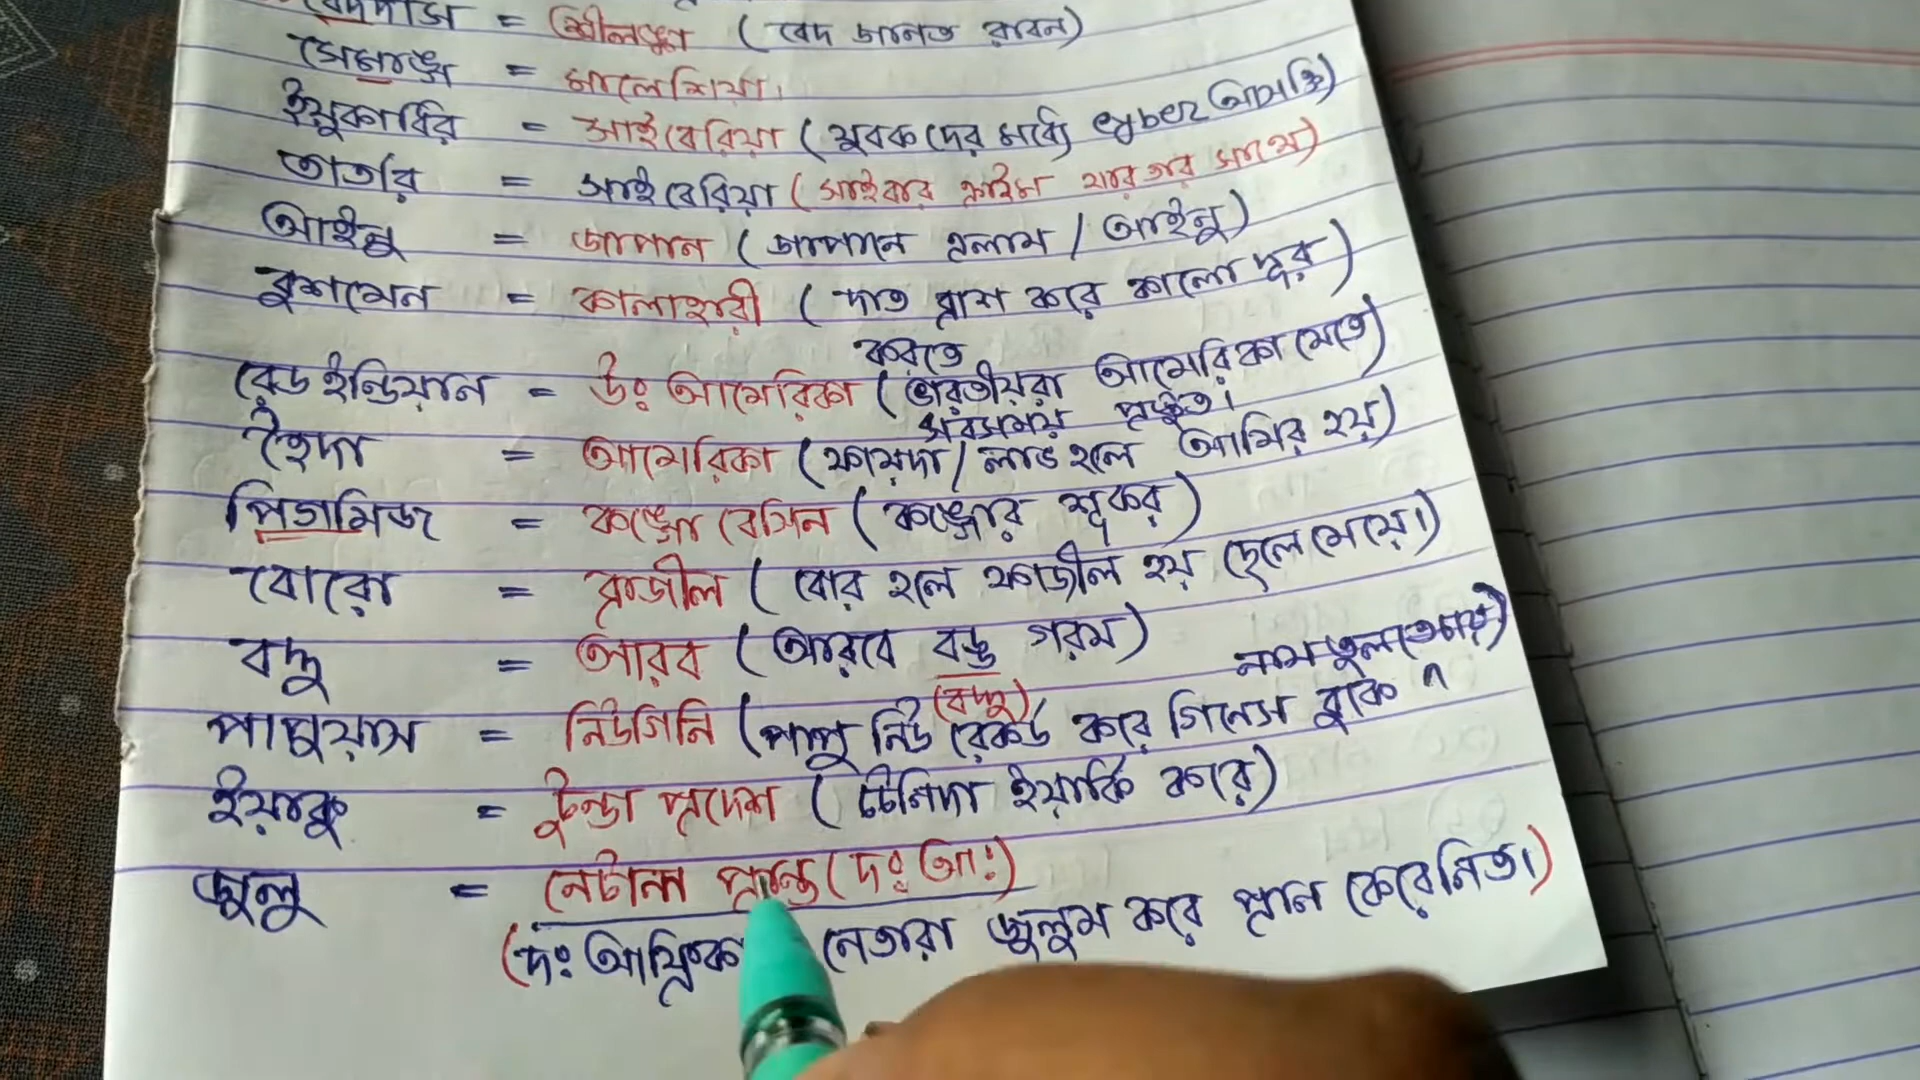 = শ্রীলঙ্কা (বেদ জানত রাবন)
সেমাঙ্গে = মালেশিয়া।
ইয়ুকাঘির = সাইবেরিয়া (যুবকদের মধ্যে cyber আসক্তি)
তার্তার = সাইবেরিয়া (সাইবার ক্রাইম যার তার সাথে)
আইনু = জাপান (জাপানে এলাম / আইনু)
বুশমেন = কালাহারী (দাত ব্রাশ করে কালো দূর)
করতে
রেড ইন্ডিয়ান = উঃ আমেরিকা (ভারতীয়রা আমেরিকা যেতে)
সবসময় প্রস্তুত।
হৈদা = আমেরিকা (ফায়দা/লাভ হলে আমির হয়)
পিগমিজ = কঙ্গো বেসিন (কঙ্গোর শূকর)
বোরো = ব্রাজীল (বোর হলে ফাজীল হয় ছেলেমেয়ে।)
বদ্দু = আরব (আরবে বড্ড গরম)
(বদ্দু)
নাম তুলতে চায়)
পাপুয়াস = নিউগিনি (পাপ্পু নিউ রেকর্ড করে গিনেস বুকে ^
ইয়াকু = টুন্ড্রা প্রদেশ (টেনিদা ইয়ার্কি করে)
জুলু = নেটাল প্রান্ত (দঃ আঃ)
(দঃ আফ্রিকা নেতারা জুলুম করে প্রান কেরে নিত।)